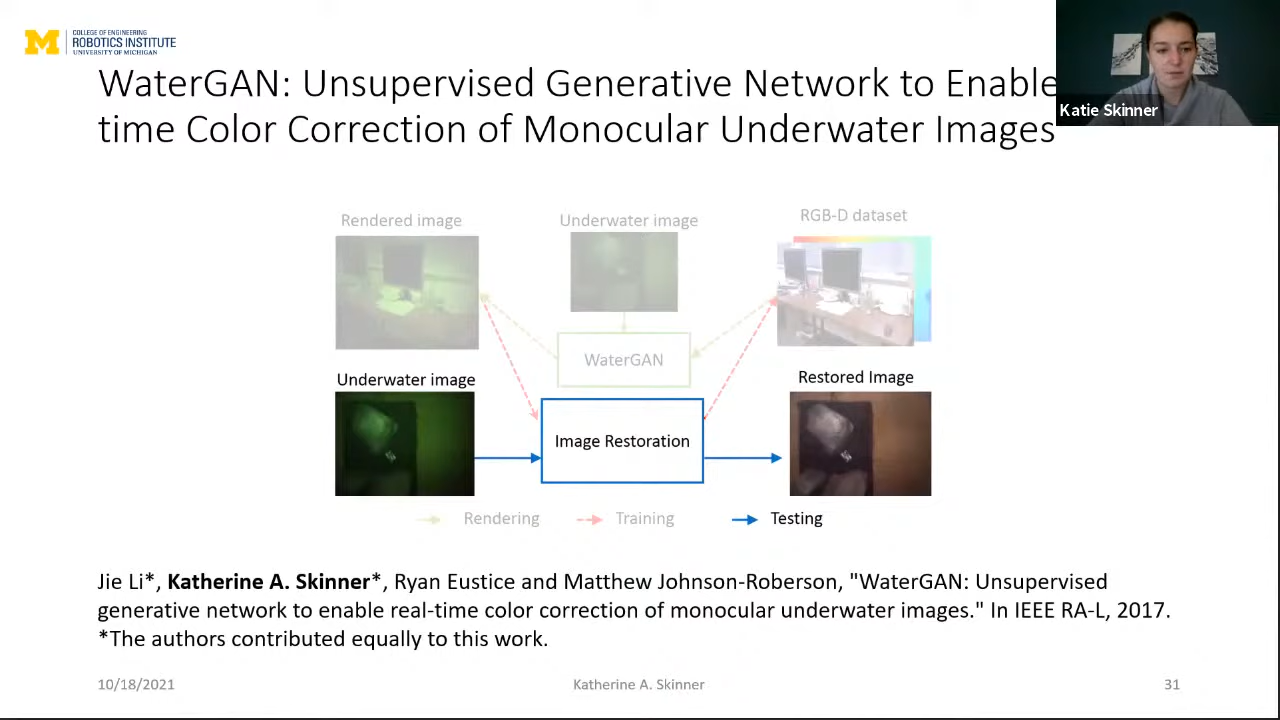 COLLEGE OF ENGINEERING
ROBOTICS INSTITUTE
UNIVERSITY OF MICHIGAN
WaterGAN: Unsupervised Generative Network to Enable
time Color Correction of Monocular Underwater Images
Katie Skinner
Rendered image
Underwater image
RGB-D dataset
WaterGAN
Underwater image
Restored Image
Image Restoration
Rendering
Training
Testing
Jie Li*, Katherine A. Skinner*, Ryan Eustice and Matthew Johnson-Roberson, "WaterGAN: Unsupervised
generative network to enable real-time color correction of monocular underwater images." In IEEE RA-L, 2017.
*The authors contributed equally to this work.
10/18/2021
Katherine A. Skinner
31